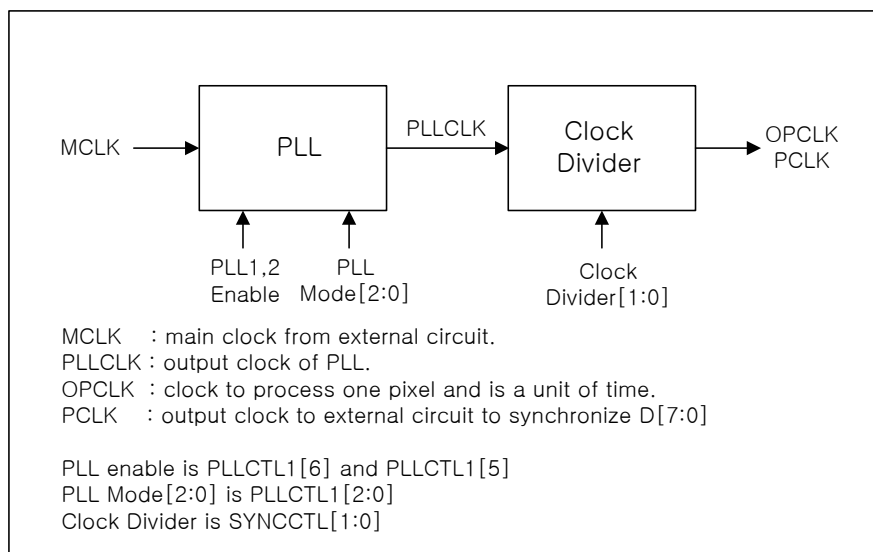 MCLK
PLL
PLLCLK
Clock
Divider
OPCLK
PCLK
PLL1,2
Enable
PLL
Mode[2:0]
Clock
Divider[1:0]
MCLK : main clock from external circuit.
PLLCLK : output clock of PLL.
OPCLK : clock to process one pixel and is a unit of time.
PCLK : output clock to external circuit to synchronize D[7:0]
PLL enable is PLLCTL1[6] and PLLCTL1[5]
PLL Mode[2:0] is PLLCTL1[2:0]
Clock Divider is SYNCCTL[1:0]